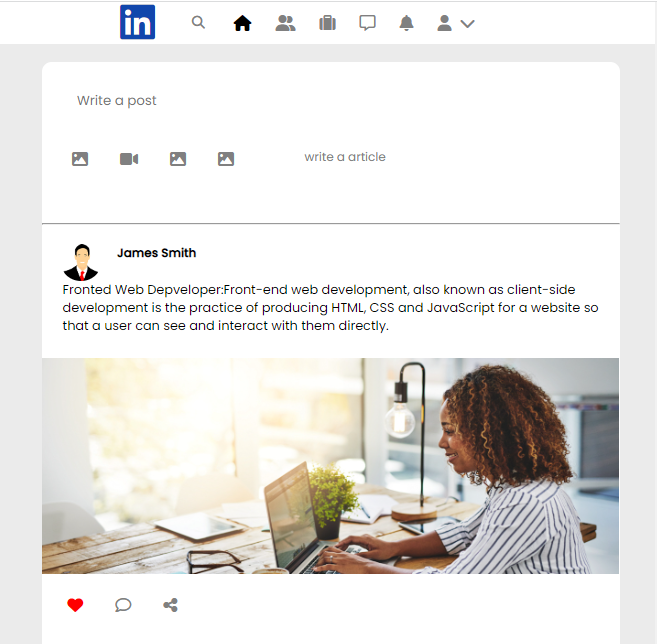 in
Write a post
write a article
James Smith
Fronted Web Depveloper:Front-end web development, also known as client-side
development is the practice of producing HTML, CSS and JavaScript for a website so
that a user can see and interact with them directly.